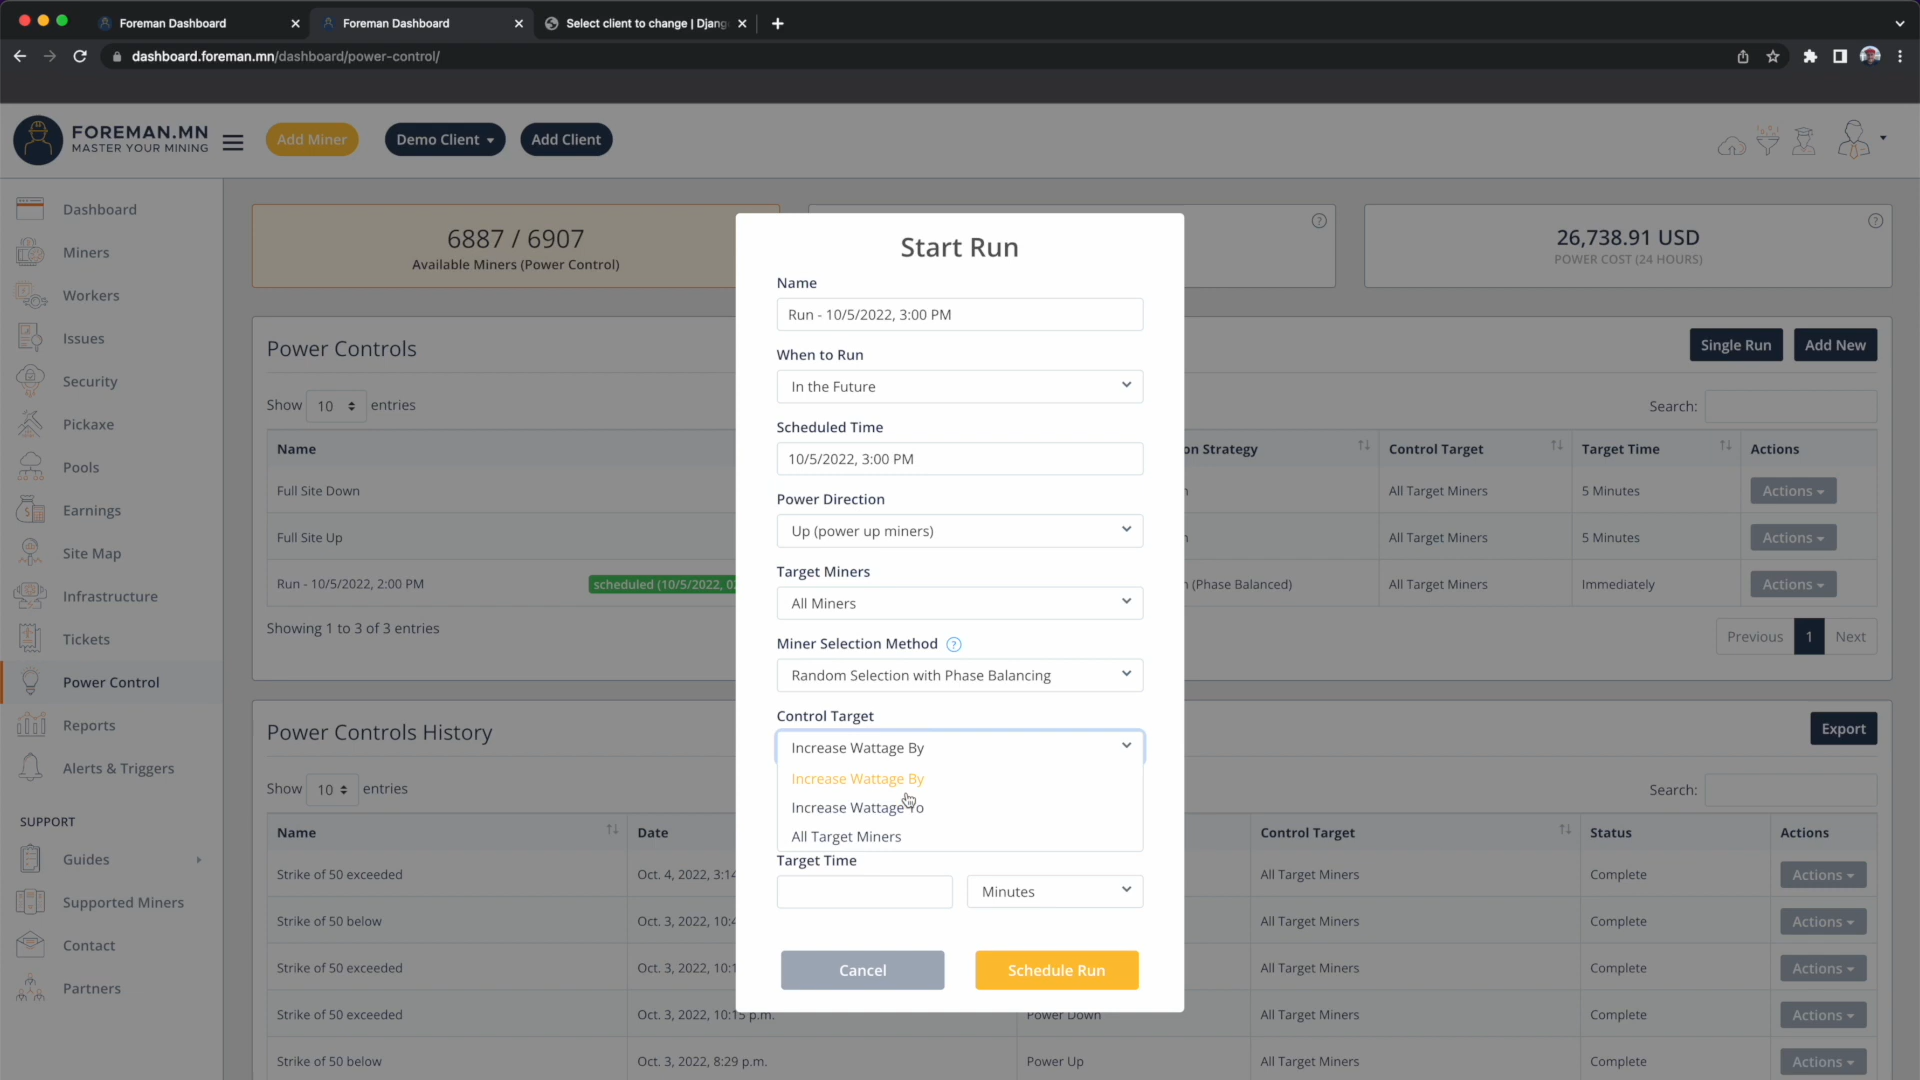 Foreman Dashboard
Foreman Dashboard
Select client to change | Djang
dashboard.foreman.mn/dashboard/power-control/
FOREMAN.MN
MASTER YOUR MINING
Add Miner
Demo Client
Add Client
Dashboard
Miners
Workers
Issues
Security
Pickaxe
Pools
Earnings
Site Map
Infrastructure
Tickets
Power Control
Reports
Alerts & Triggers
SUPPORT
Guides
Supported Miners
Contact
Partners
6887 / 6907
Available Miners (Power Control)
?
26,738.91 USD
POWER COST (24 HOURS)
?
Power Controls
Single Run
Add New
Show 10 entries
Search:
Name
on Strategy
Control Target
Target Time
Actions
Full Site Down
All Target Miners
5 Minutes
Actions
Full Site Up
All Target Miners
5 Minutes
Actions
Run - 10/5/2022, 2:00 PM
scheduled (10/5/2022, 0
(Phase Balanced)
All Target Miners
Immediately
Actions
Showing 1 to 3 of 3 entries
Previous
1
Next
Power Controls History
Export
Show 10 entries
Search:
Name
Date
Control Target
Status
Actions
Strike of 50 exceeded
Oct. 4, 2022, 3:14
All Target Miners
Complete
Actions
Strike of 50 below
Oct. 3, 2022, 10:4
All Target Miners
Complete
Actions
Strike of 50 exceeded
Oct. 3, 2022, 10:1
All Target Miners
Complete
Actions
Strike of 50 exceeded
Oct. 3, 2022, 10:15 p.m.
Power Down
All Target Miners
Complete
Actions
Strike of 50 below
Oct. 3, 2022, 8:29 p.m.
Power Up
All Target Miners
Complete
Actions
Start Run
Name
Run - 10/5/2022, 3:00 PM
When to Run
In the Future
Scheduled Time
10/5/2022, 3:00 PM
Power Direction
Up (power up miners)
Target Miners
All Miners
Miner Selection Method ?
Random Selection with Phase Balancing
Control Target
Increase Wattage By
Increase Wattage By
Increase Wattage To
All Target Miners
Target Time
Minutes
Cancel
Schedule Run